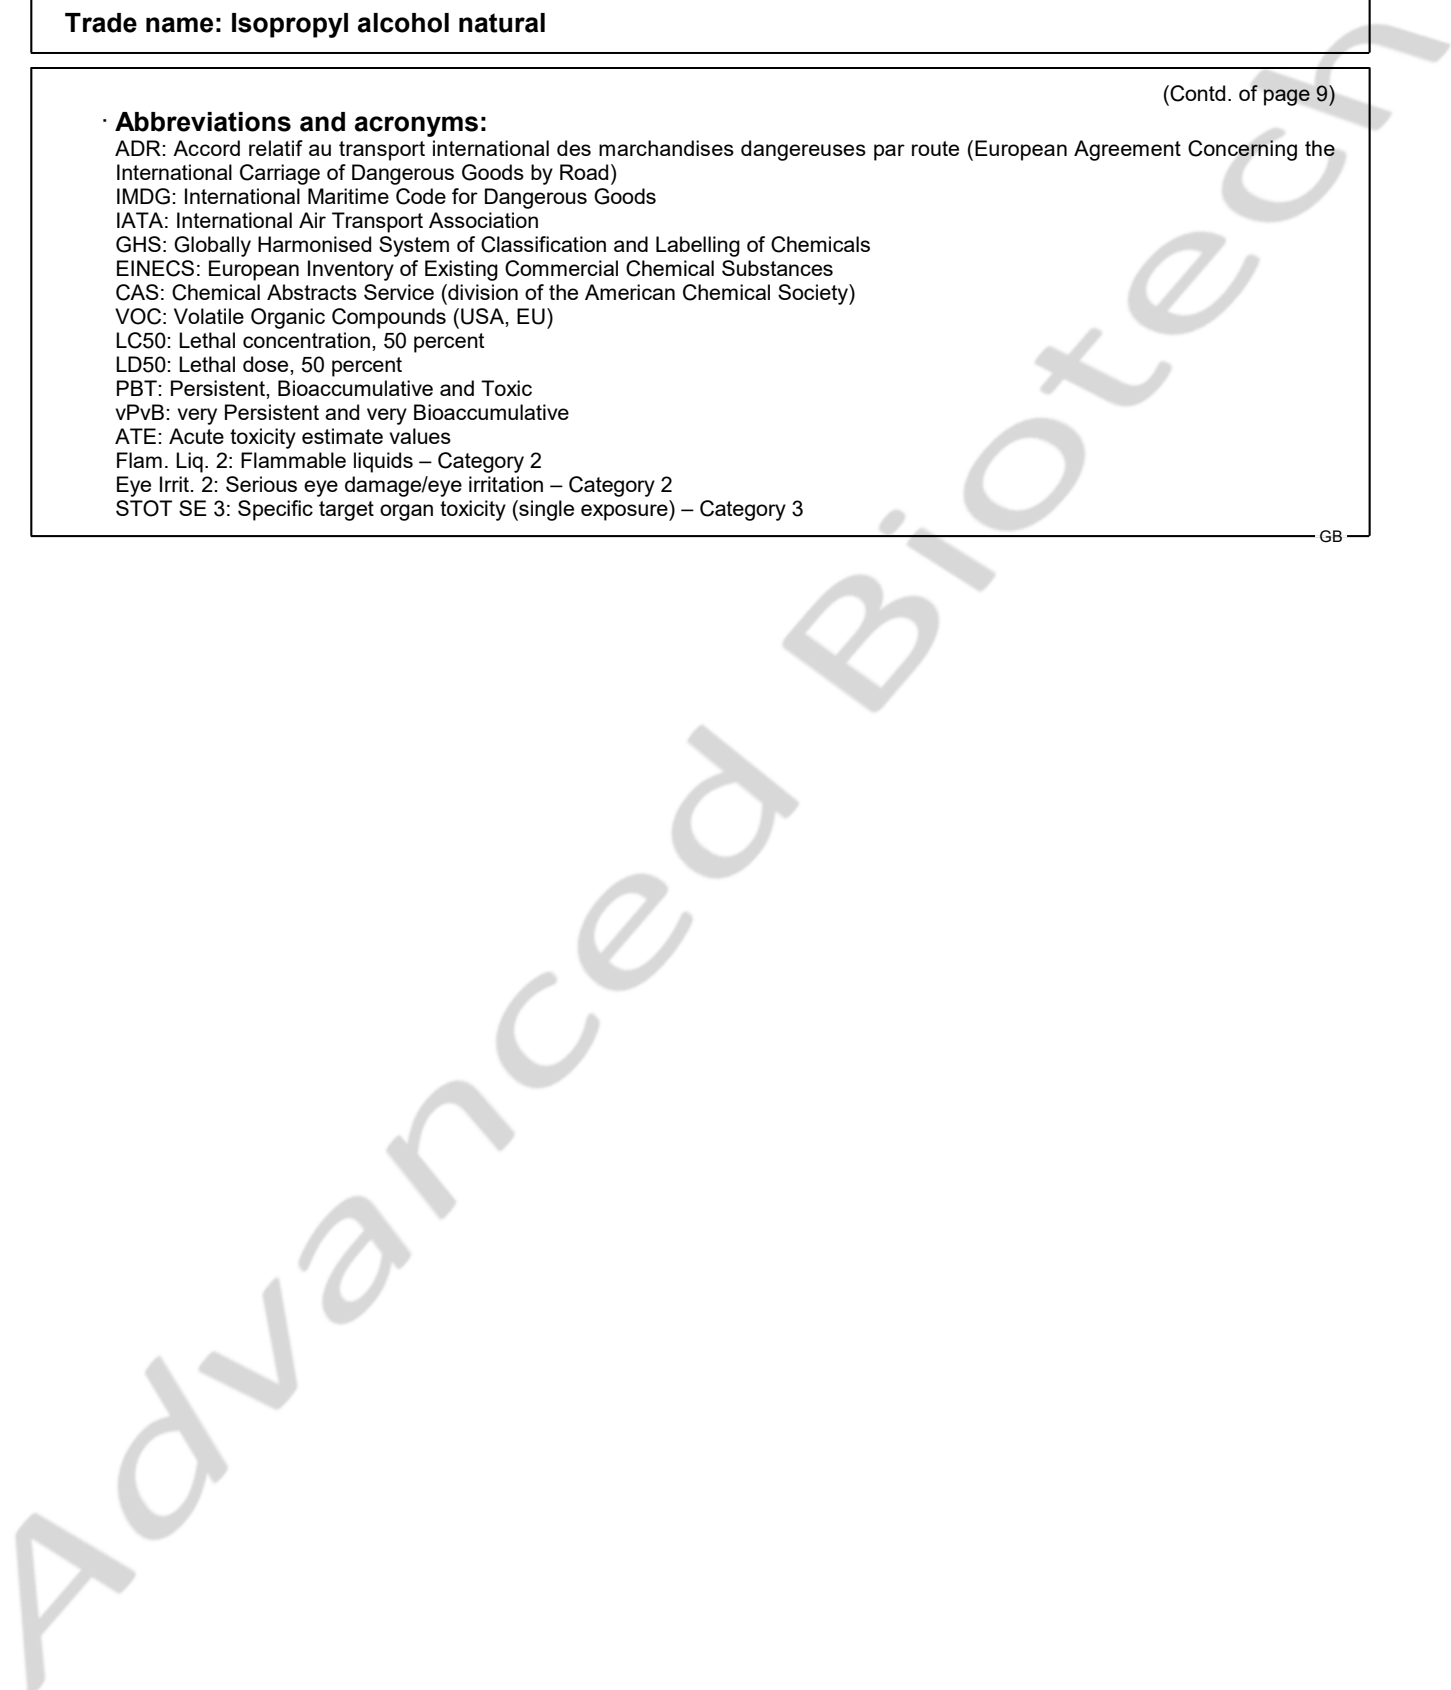 Trade name: Isopropyl alcohol natural
(Contd. of page 9)
· Abbreviations and acronyms:
ADR: Accord relatif au transport international des marchandises dangereuses par route (European Agreement Concerning the
International Carriage of Dangerous Goods by Road)
IMDG: International Maritime Code for Dangerous Goods
IATA: International Air Transport Association
GHS: Globally Harmonised System of Classification and Labelling of Chemicals
EINECS: European Inventory of Existing Commercial Chemical Substances
CAS: Chemical Abstracts Service (division of the American Chemical Society)
VOC: Volatile Organic Compounds (USA, EU)
LC50: Lethal concentration, 50 percent
LD50: Lethal dose, 50 percent
PBT: Persistent, Bioaccumulative and Toxic
vPvB: very Persistent and very Bioaccumulative
ATE: Acute toxicity estimate values
Flam. Liq. 2: Flammable liquids – Category 2
Eye Irrit. 2: Serious eye damage/eye irritation – Category 2
STOT SE 3: Specific target organ toxicity (single exposure) – Category 3
GB
Advanced Biotech